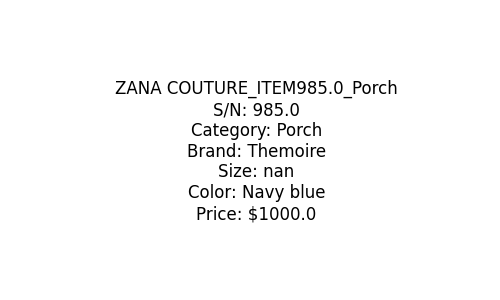 ZANA COUTURE_ITEM985.0_Porch
S/N: 985.0
Category: Porch
Brand: Themoire
Size: nan
Color: Navy blue
Price: $1000.0